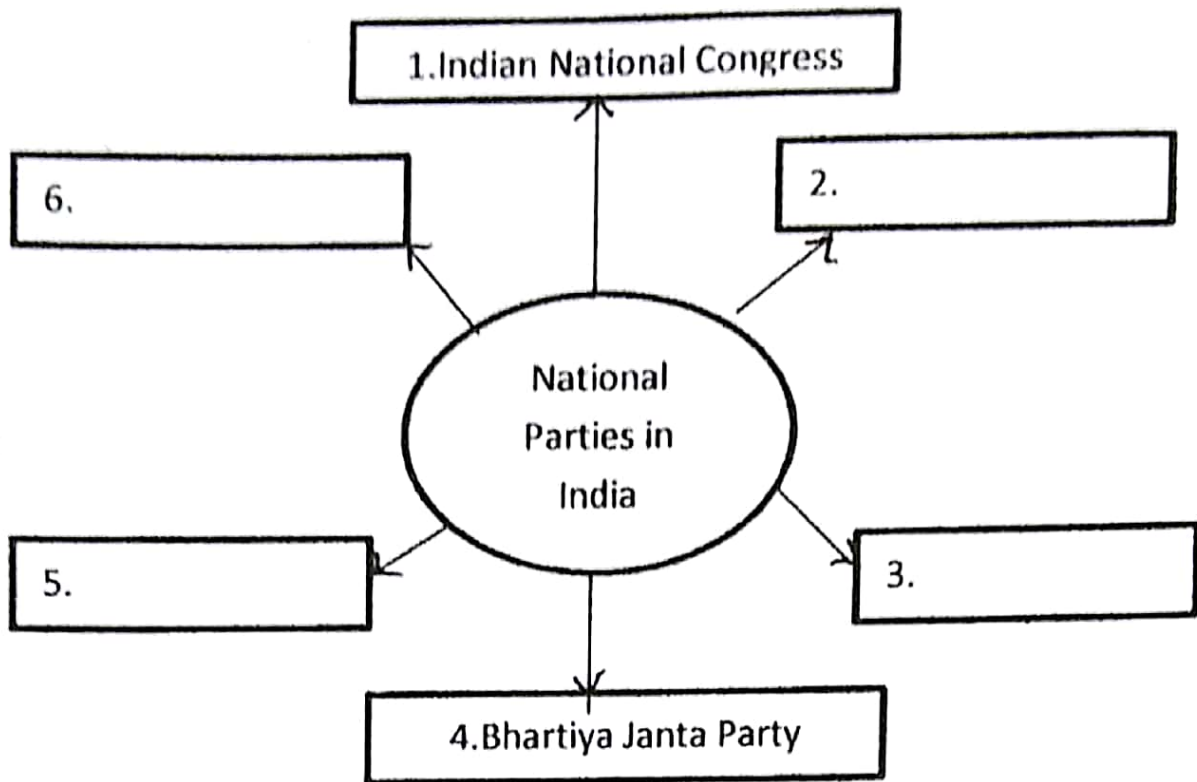 1.Indian National Congress
6.
2.
National
Parties in
India
5.
3.
4.Bhartiya Janta Party